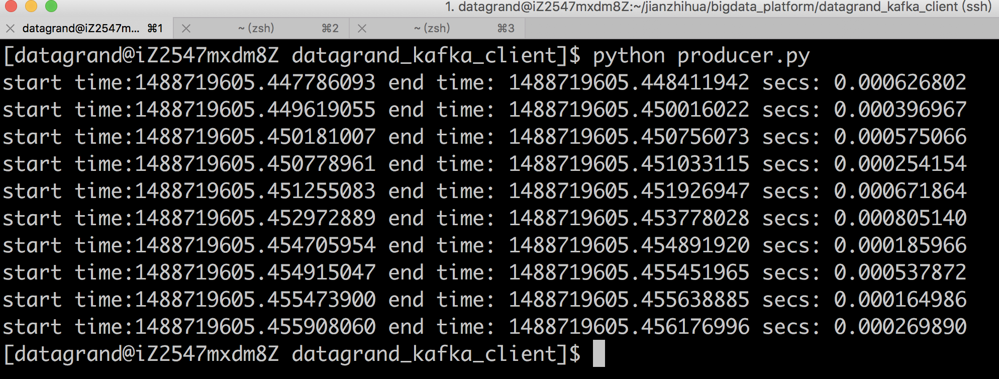 1. datagrand@iZ2547mxdm8Z:~/jianzhihua/bigdata_platform/datagrand_kafka_client (ssh)
datagrand@iZ2547m... ⌘1 ~ (zsh) ⌘2 ~ (zsh) ⌘3
[datagrand@iZ2547mxdm8Z datagrand_kafka_client]$ python producer.py
start time:1488719605.447786093 end time: 1488719605.448411942 secs: 0.000626802
start time:1488719605.449619055 end time: 1488719605.450016022 secs: 0.000396967
start time:1488719605.450181007 end time: 1488719605.450756073 secs: 0.000575066
start time:1488719605.450778961 end time: 1488719605.451033115 secs: 0.000254154
start time:1488719605.451255083 end time: 1488719605.451926947 secs: 0.000671864
start time:1488719605.452972889 end time: 1488719605.453778028 secs: 0.000805140
start time:1488719605.454705954 end time: 1488719605.454891920 secs: 0.000185966
start time:1488719605.454915047 end time: 1488719605.455451965 secs: 0.000537872
start time:1488719605.455473900 end time: 1488719605.455638885 secs: 0.000164986
start time:1488719605.455908060 end time: 1488719605.456176996 secs: 0.000269890
[datagrand@iZ2547mxdm8Z datagrand_kafka_client]$